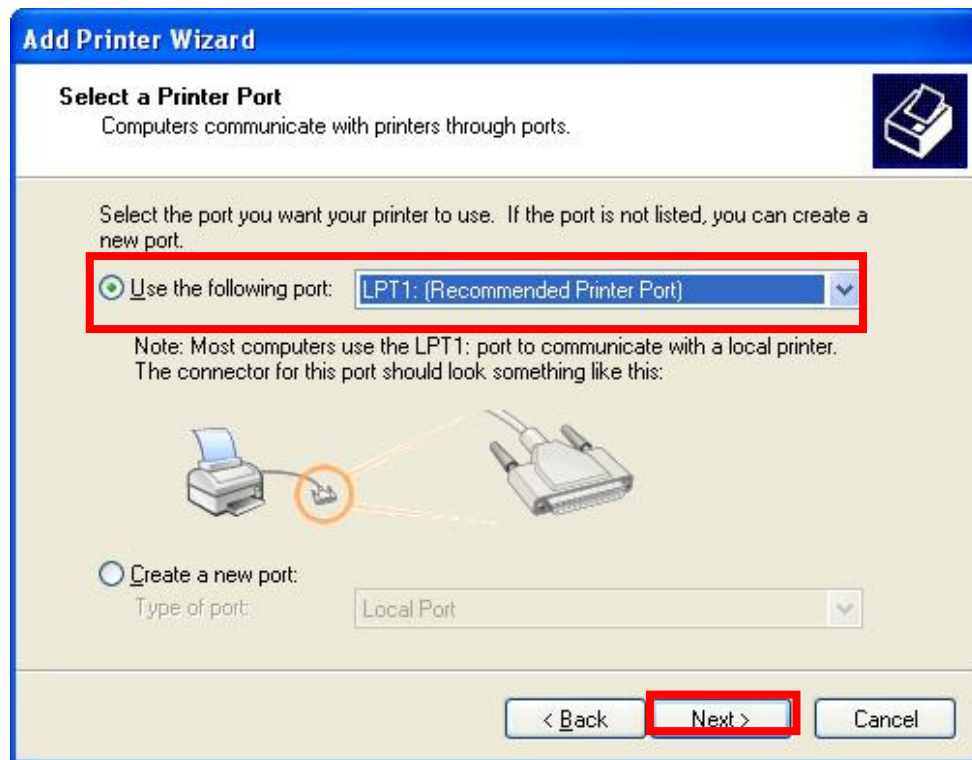 Add Printer Wizard
Select a Printer Port
Computers communicate with printers through ports.
Select the port you want your printer to use. If the port is not listed, you can create a
new port.
Use the following port: LPT1: (Recommended Printer Port)
Note: Most computers use the LPT1: port to communicate with a local printer.
The connector for this port should look something like this:
Create a new port:
Type of port: Local Port
< Back Next > Cancel